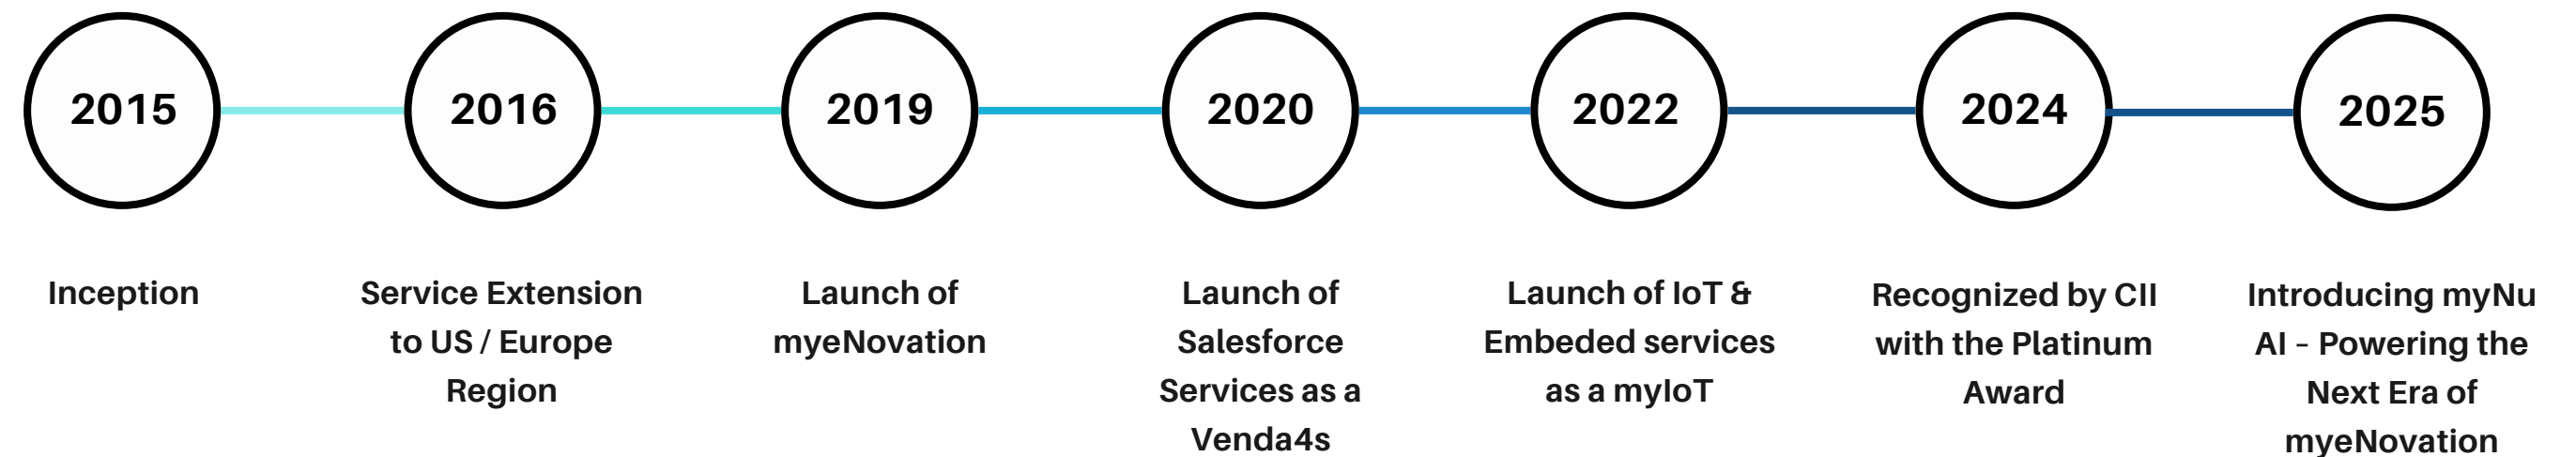 2015
Inception
2016
Service Extension
to US / Europe
Region
2019
Launch of
myeNovation
2020
Launch of
Salesforce
Services as a
Venda4s
2022
Launch of IoT &
Embeded services
as a myIoT
2024
Recognized by CII
with the Platinum
Award
2025
Introducing myNu
AI – Powering the
Next Era of
myeNovation